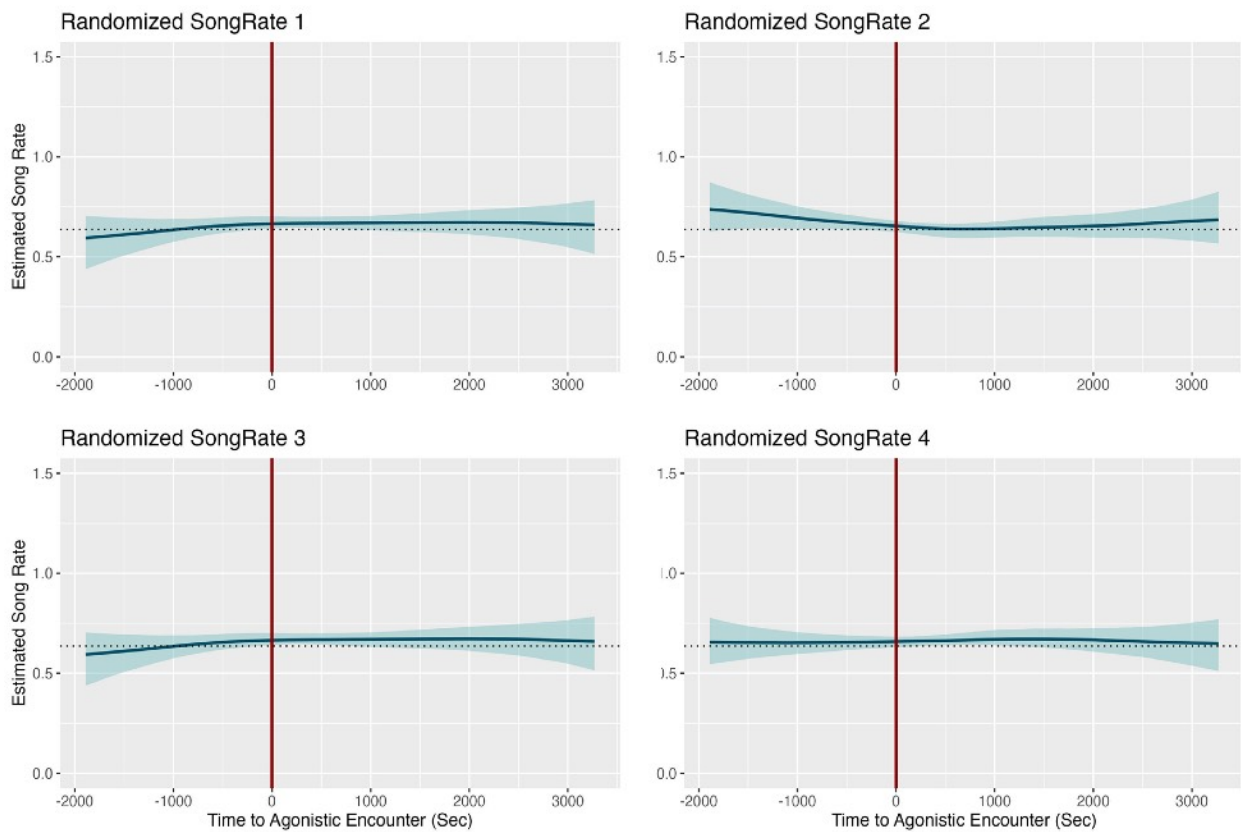 Randomized SongRate 1
Randomized SongRate 2
Estimated Song Rate
1.5
1.0
0.5
0.0
-2000 -1000 0 1000 2000 3000
1.5
1.0
0.5
0.0
-2000 -1000 0 1000 2000 3000
Randomized SongRate 3
Randomized SongRate 4
Estimated Song Rate
1.5
1.0
0.5
0.0
-2000 -1000 0 1000 2000 3000
Time to Agonistic Encounter (Sec)
1.5
1.0
0.5
0.0
-2000 -1000 0 1000 2000 3000
Time to Agonistic Encounter (Sec)